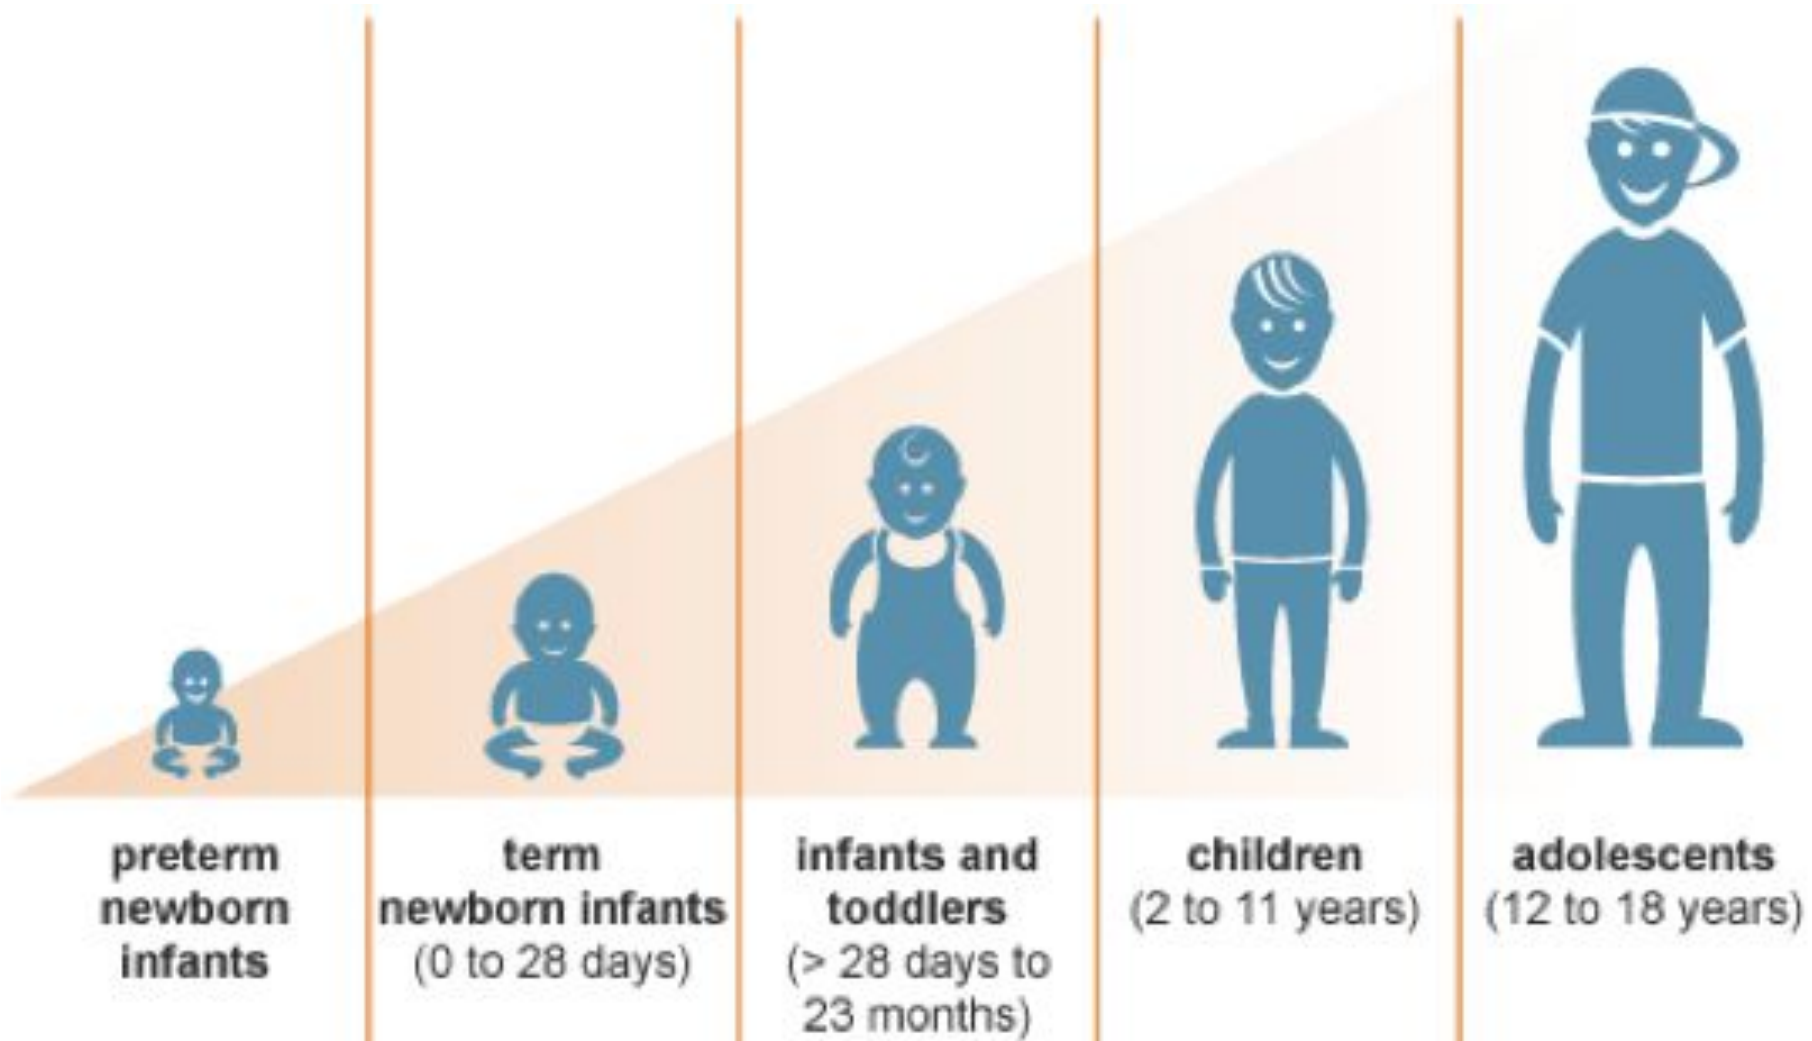 preterm
newborn
infants
term
newborn infants
(0 to 28 days)
infants and
toddlers
(> 28 days to
23 months)
children
(2 to 11 years)
adolescents
(12 to 18 years)